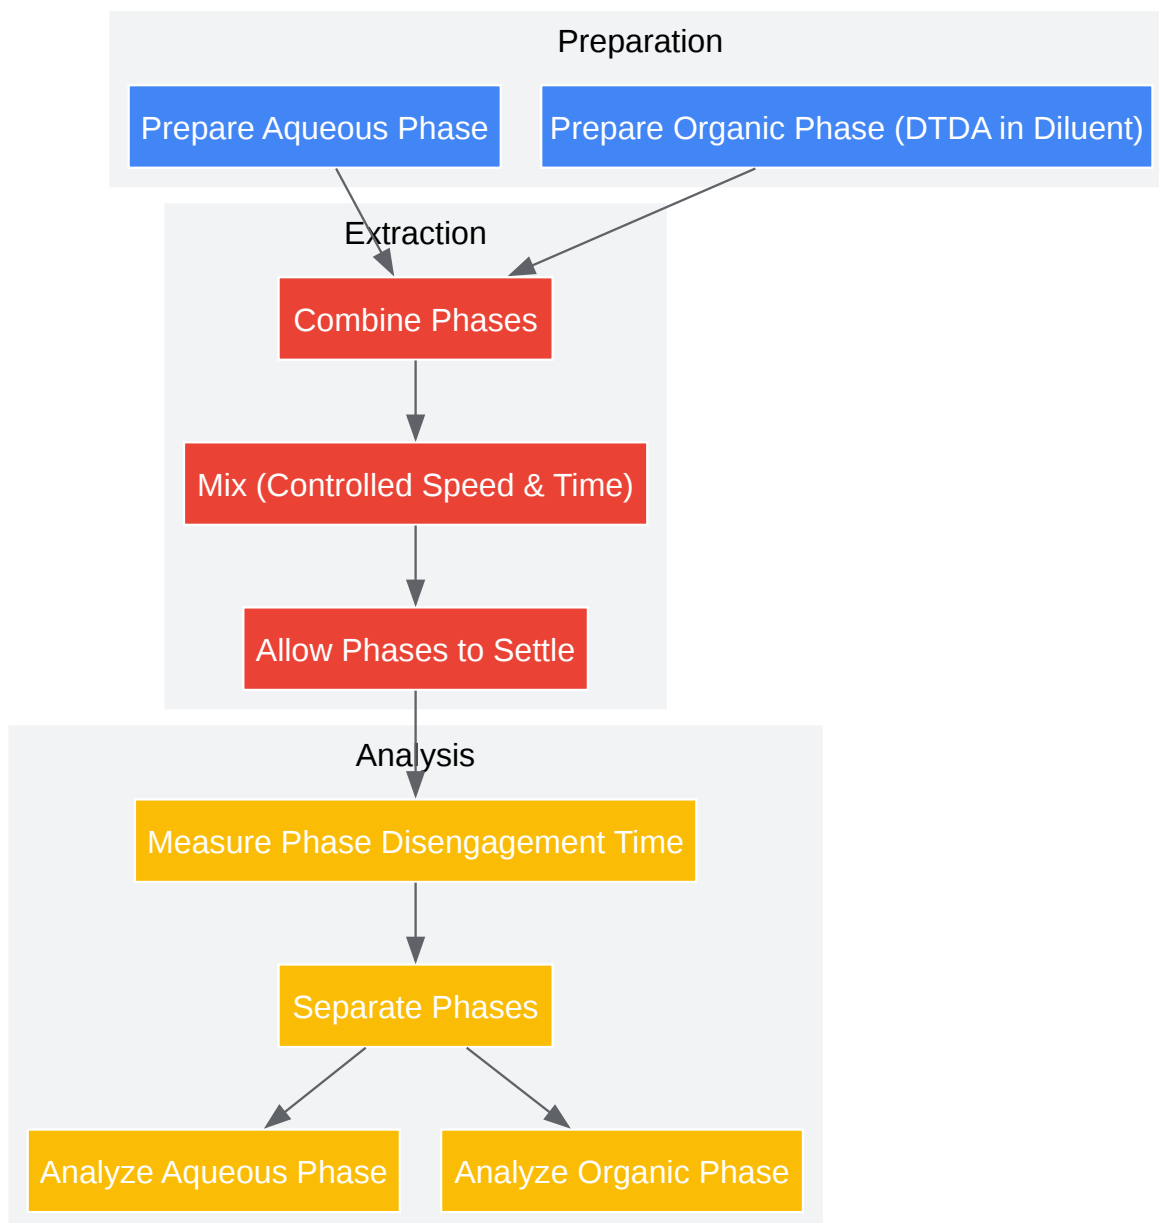 Preparation
Prepare Aqueous Phase
Prepare Organic Phase (DTDA in Diluent)
Extraction
Combine Phases
Mix (Controlled Speed & Time)
Allow Phases to Settle
Analysis
Measure Phase Disengagement Time
Separate Phases
Analyze Aqueous Phase
Analyze Organic Phase